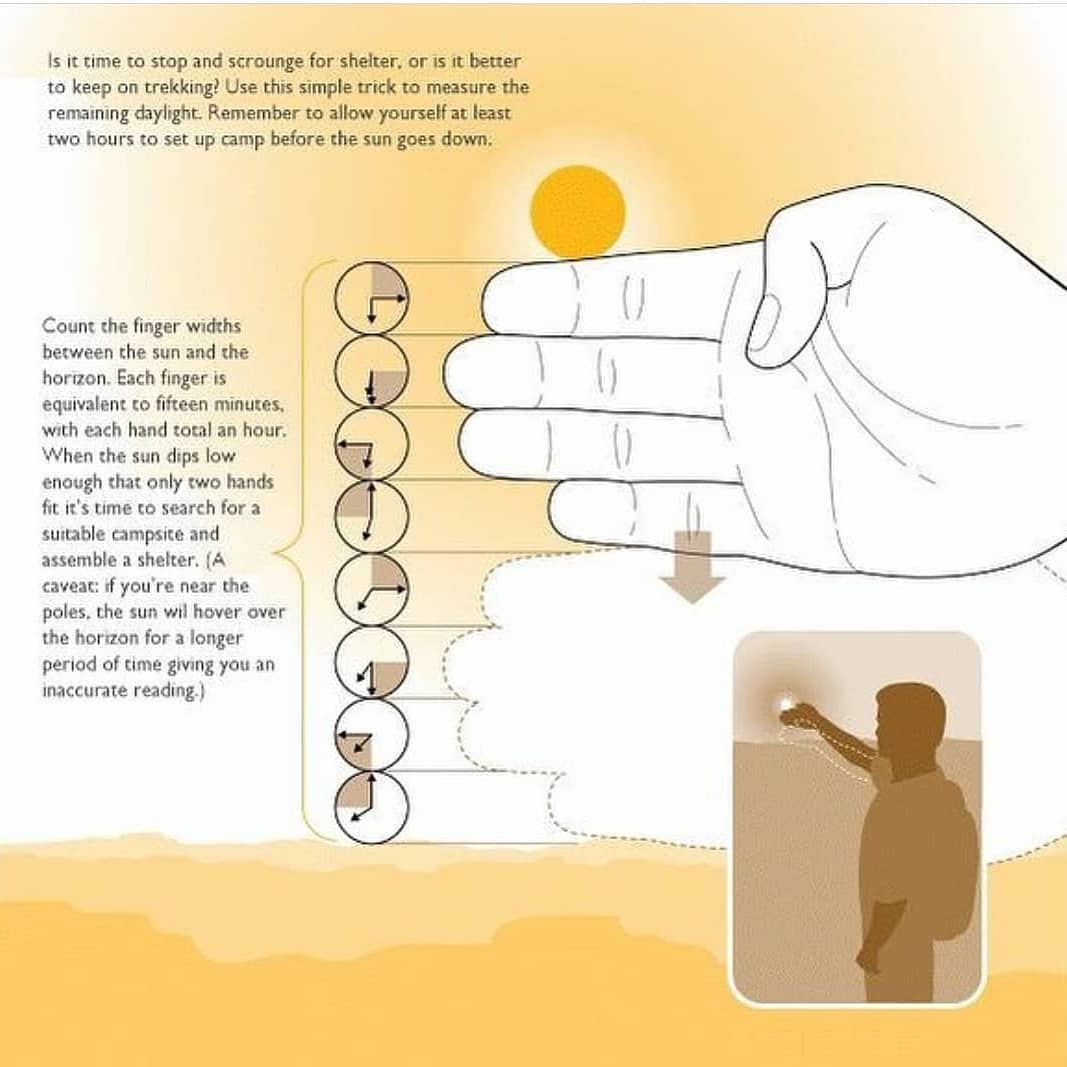 Is it time to stop and scrounge for shelter, or is it better
to keep on trekking? Use this simple trick to measure the
remaining daylight. Remember to allow yourself at least
two hours to set up camp before the sun goes down.
Count the finger widths
between the sun and the
horizon. Each finger is
equivalent to fifteen minutes,
with each hand total an hour.
When the sun dips low
enough that only two hands
fit it's time to search for a
suitable campsite and
assemble a shelter. (A
caveat: if you're near the
poles, the sun wil hover over
the horizon for a longer
period of time giving you an
inaccurate reading.)